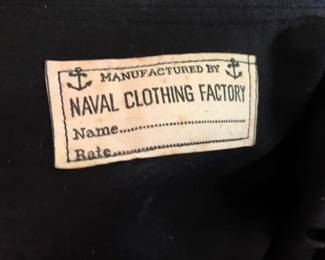 MANUFACTURED BY
NAVAL CLOTHING FACTORY
Name..............................
Rate..............................